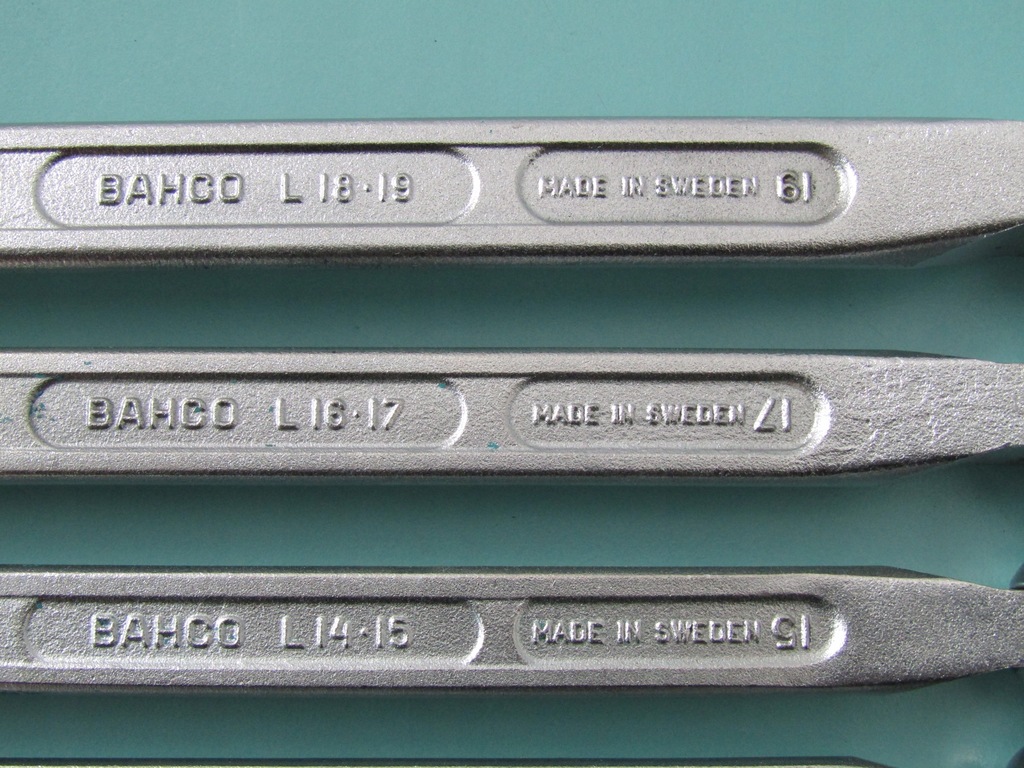 BAHCO L 18·19 MADE IN SWEDEN 19
BAHCO L 16·17 MADE IN SWEDEN 17
BAHCO L 14·15 MADE IN SWEDEN 15